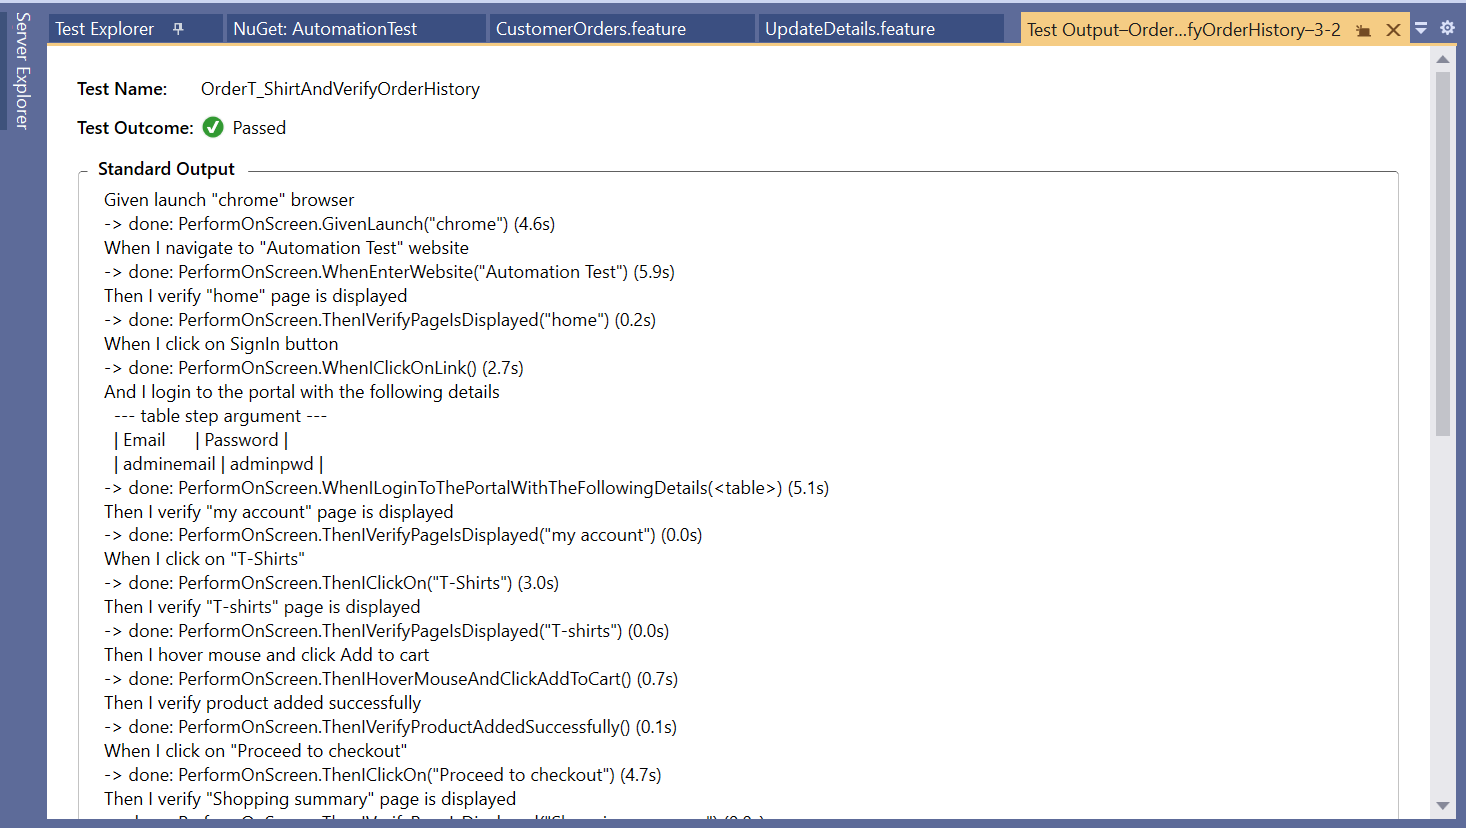 Server Explorer
Test Explorer
NuGet: AutomationTest
CustomerOrders.feature
UpdateDetails.feature
Test Output–Order...fyOrderHistory–3-2
Test Name: OrderT_ShirtAndVerifyOrderHistory
Test Outcome: Passed
Standard Output
Given launch "chrome" browser
-> done: PerformOnScreen.GivenLaunch("chrome") (4.6s)
When I navigate to "Automation Test" website
-> done: PerformOnScreen.WhenEnterWebsite("Automation Test") (5.9s)
Then I verify "home" page is displayed
-> done: PerformOnScreen.ThenIVerifyPageIsDisplayed("home") (0.2s)
When I click on SignIn button
-> done: PerformOnScreen.WhenIClickOnLink() (2.7s)
And I login to the portal with the following details
--- table step argument ---
| Email | Password |
| adminemail | adminpwd |
-> done: PerformOnScreen.WhenILoginToThePortalWithTheFollowingDetails(<table>) (5.1s)
Then I verify "my account" page is displayed
-> done: PerformOnScreen.ThenIVerifyPageIsDisplayed("my account") (0.0s)
When I click on "T-Shirts"
-> done: PerformOnScreen.ThenIClickOn("T-Shirts") (3.0s)
Then I verify "T-shirts" page is displayed
-> done: PerformOnScreen.ThenIVerifyPageIsDisplayed("T-shirts") (0.0s)
Then I hover mouse and click Add to cart
-> done: PerformOnScreen.ThenIHoverMouseAndClickAddToCart() (0.7s)
Then I verify product added successfully
-> done: PerformOnScreen.ThenIVerifyProductAddedSuccessfully() (0.1s)
When I click on "Proceed to checkout"
-> done: PerformOnScreen.ThenIClickOn("Proceed to checkout") (4.7s)
Then I verify "Shopping summary" page is displayed